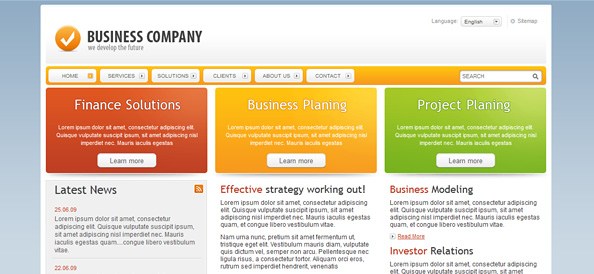 Language: English Sitemap
BUSINESS COMPANY
we develop the future
HOME SERVICES SOLUTIONS CLIENTS ABOUT US CONTACT SEARCH
Finance Solutions
Lorem ipsum dolor sit amet, consectetur adipiscing elit.
Quisque vulputate suscipit ipsum, sit amet adipiscing nisl
imperdiet nec. Mauris iaculis egestas
Learn more
Business Planing
Lorem ipsum dolor sit amet, consectetur adipiscing elit.
Quisque vulputate suscipit ipsum, sit amet adipiscing nisl
imperdiet nec. Mauris iaculis egestas
Learn more
Project Planing
Lorem ipsum dolor sit amet, consectetur adipiscing elit.
Quisque vulputate suscipit ipsum, sit amet adipiscing nisl
imperdiet nec. Mauris iaculis egestas
Learn more
Latest News
25.06.09
Lorem ipsum dolor sit amet, consectetur adipiscing
elit. Quisque vulputate suscipit ipsum, sit amet
adipiscing nisl imperdiet nec. Mauris iaculis
egestas quam....congue libero vestibulum
vitae.
22.06.09
Effective strategy working out!
Lorem ipsum dolor sit amet, consectetur adipiscing
elit. Quisque vulputate suscipit ipsum, sit amet
adipiscing nisl imperdiet nec. Mauris iaculis egestas
quam, et congue libero vestibulum vitae.
Nam urna nunc, pretium sed fermentum ut,
tristique eget elit. Vestibulum mauris diam, vulputate
quis dictum vel, semper non arcu. Pellentesque nec
ligula risus, a consectetur tortor. Aliquam orci eros,
rutrum sed imperdiet hendrerit, venenatis
Business Modeling
Lorem ipsum dolor sit amet, consectetur adipiscing
elit. Quisque vulputate suscipit ipsum, sit amet
adipiscing nisl imperdiet nec. Mauris iaculis egestas
quam, et congue libero vestibulum vitae.
Read More
Investor Relations
Lorem ipsum dolor sit amet, consectetur adipiscing
elit. Quisque vulputate suscipit ipsum, sit amet